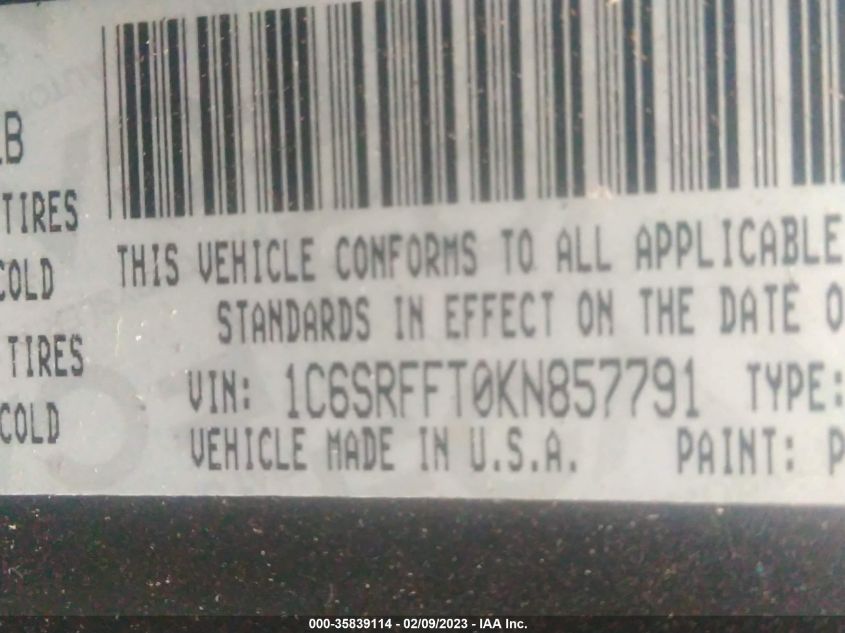 LB
TIRES
COLD
TIRES
COLD
THIS VEHICLE CONFORMS TO ALL APPLICABLE
STANDARDS IN EFFECT ON THE DATE O
VIN: 1C6SRFFT0KN857791 TYPE:
VEHICLE MADE IN U.S.A. PAINT: P
000-35839114 - 02/09/2023 - IAA Inc.